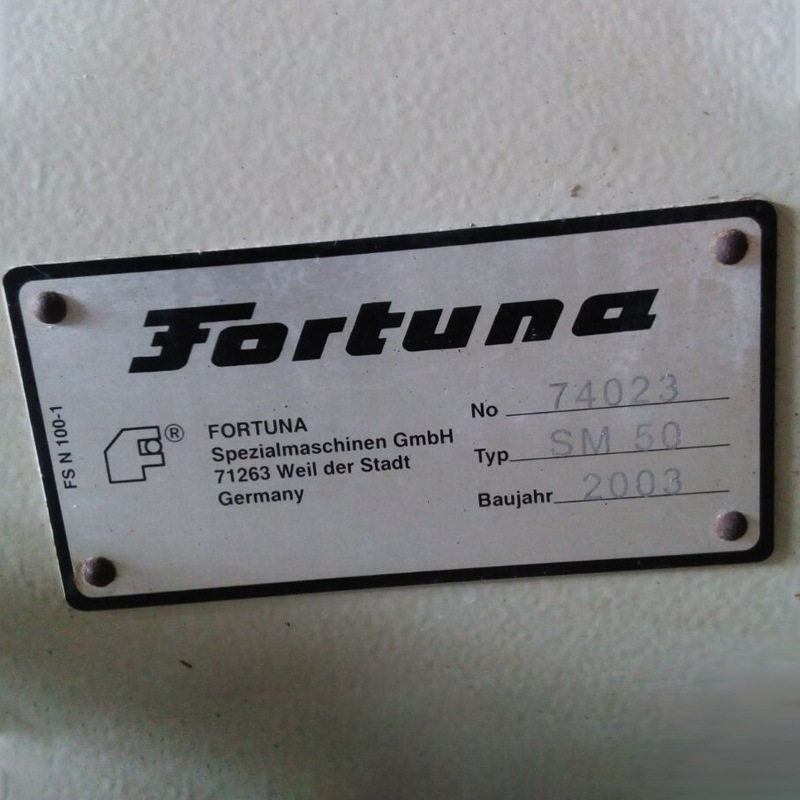 Fortuna
FS N 100-1
®
FORTUNA
Spezialmaschinen GmbH
71263 Weil der Stadt
Germany
No 74023
Typ SM 50
Baujahr 2003